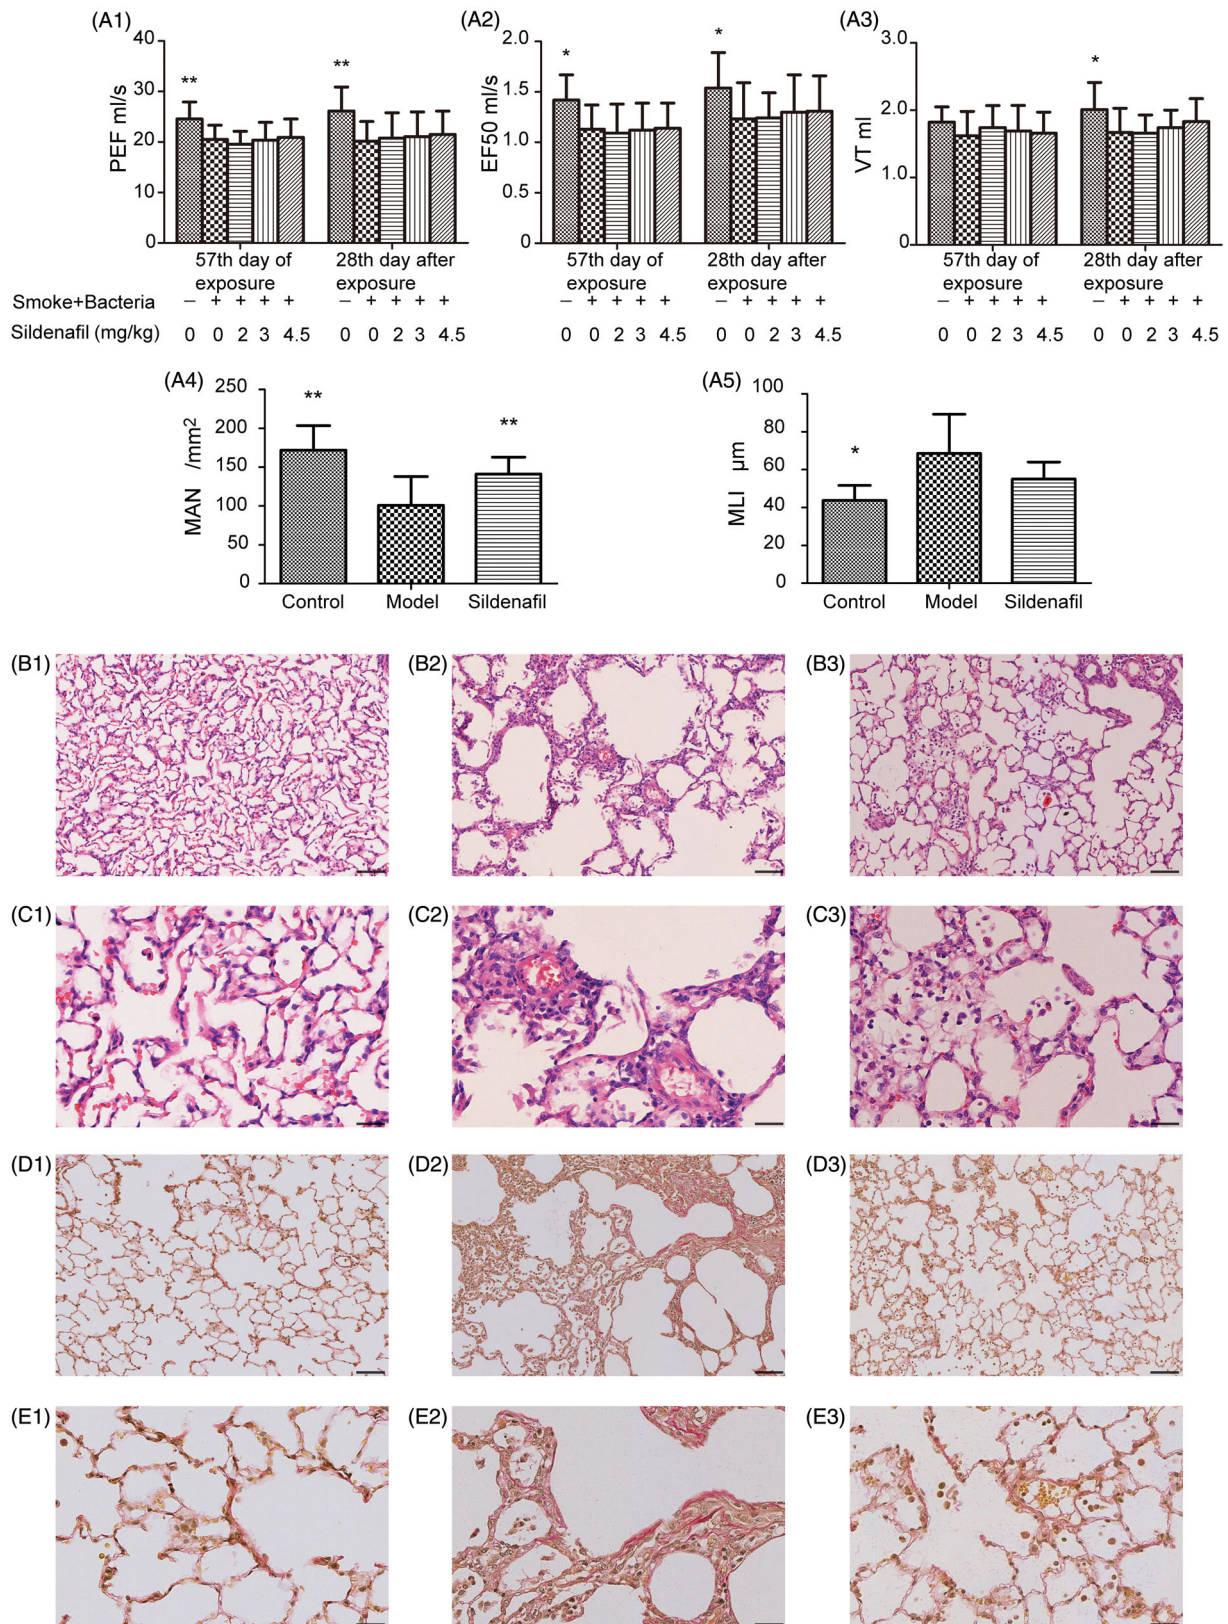 (A1) (A2) (A3)
PEF ml/s
40
30
20
10
0
** **
57th day of exposure
28th day after exposure
EF50 ml/s
2.0
1.5
1.0
0.5
0
* *
57th day of exposure
28th day after exposure
VT ml
3.0
2.0
1.0
0
*
57th day of exposure
28th day after exposure
Smoke+Bacteria − + + + + − + + + + − + + + + − + + + + − + + + + − + + + +
Sildenafil (mg/kg) 0 0 2 3 4.5 0 0 2 3 4.5 0 0 2 3 4.5 0 0 2 3 4.5 0 0 2 3 4.5 0 0 2 3 4.5
(A4) (A5)
MAN /mm²
250
200
150
100
50
0
** **
Control Model Sildenafil
MLI µm
100
80
60
40
20
0
*
Control Model Sildenafil
(B1) (B2) (B3)
(C1) (C2) (C3)
(D1) (D2) (D3)
(E1) (E2) (E3)